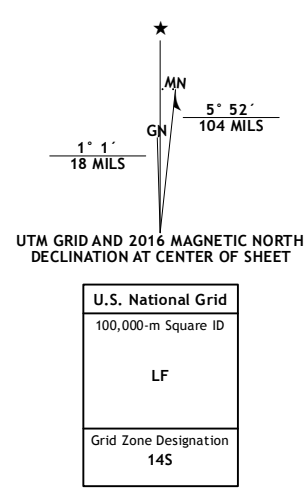 ★
MN
5° 52´
104 MILS
GN
1° 1´
18 MILS
UTM GRID AND 2016 MAGNETIC NORTH
DECLINATION AT CENTER OF SHEET
U.S. National Grid
100,000-m Square ID
LF
Grid Zone Designation
14S